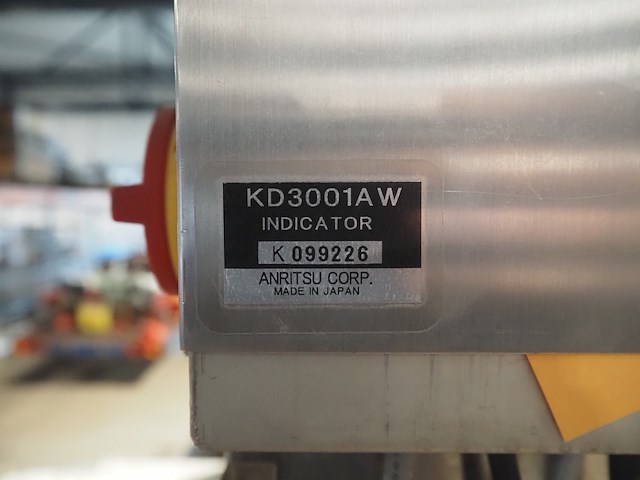 KD3001AW
INDICATOR
K 099226
ANRITSU CORP.
MADE IN JAPAN